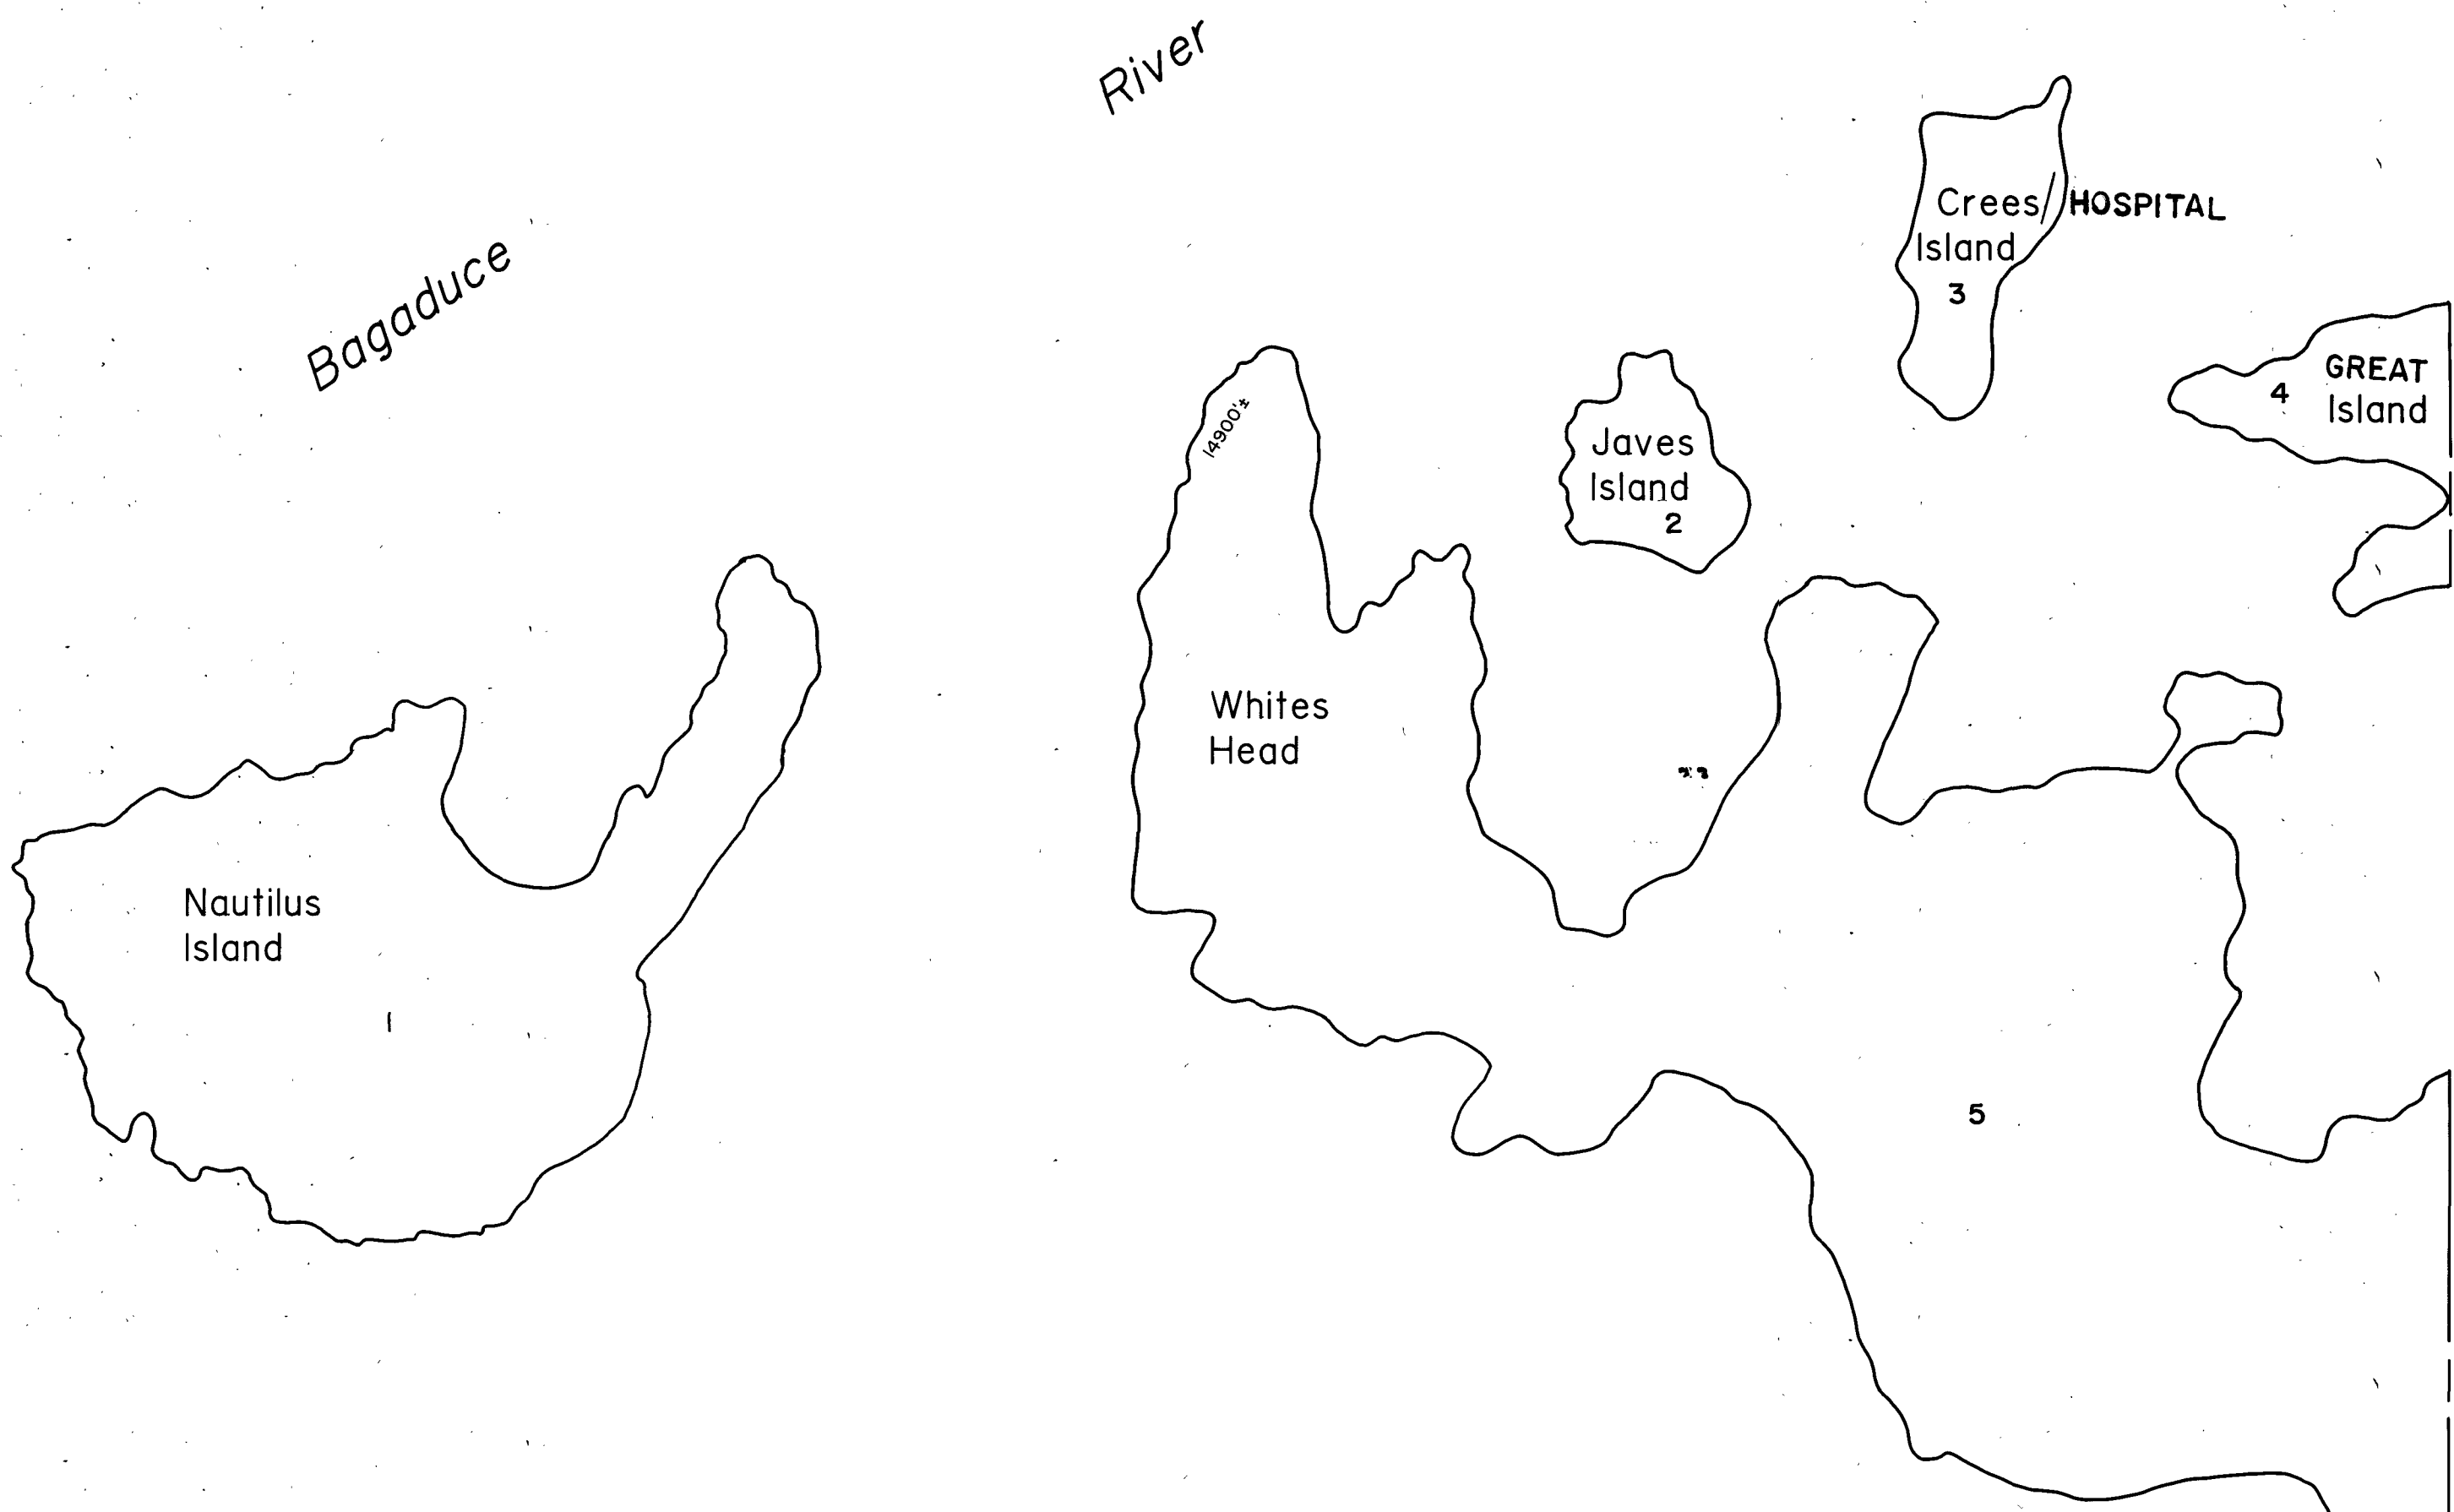 River
Bagaduce
Crees/HOSPITAL
Island
3
GREAT
4
Island
14900'±
Javes
Island
2
Whites
Head
Nautilus
Island
1
5